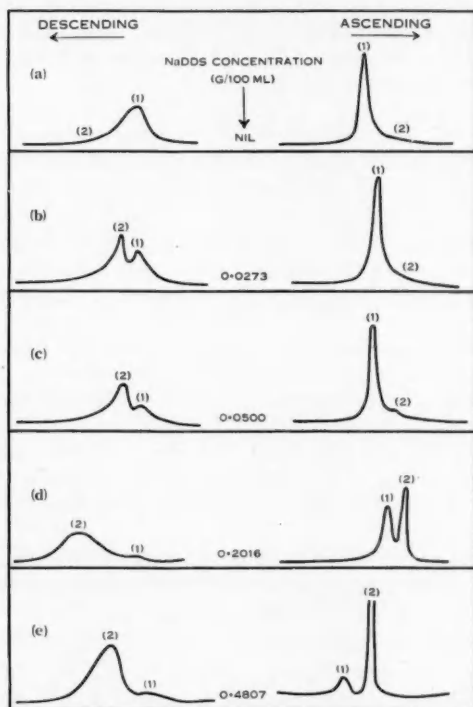 DESCENDING
ASCENDING
NaDDS CONCENTRATION
(G/100 ML)
(a)
(2)
(1)
NIL
(1)
(2)
(b)
(2)
(1)
0·0273
(1)
(2)
(c)
(2)
(1)
0·0500
(1)
(2)
(d)
(2)
(1)
0·2016
(1)
(2)
(e)
(2)
(1)
0·4807
(1)
(2)